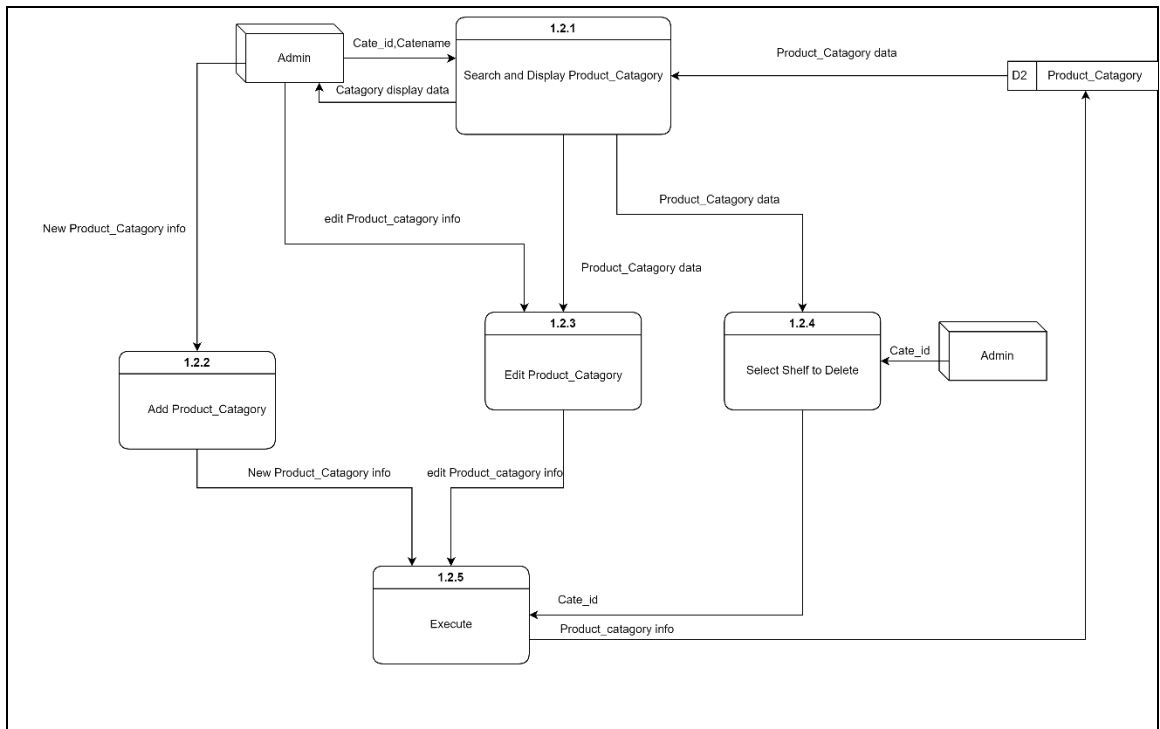 1.2.1
Admin
Cate_id,Catename
Search and Display Product_Catagory
Catagory display data
Product_Catagory data
D2
Product_Catagory
New Product_Catagory info
edit Product_catagory info
Product_Catagory data
Product_Catagory data
1.2.2
Add Product_Catagory
1.2.3
Edit Product_Catagory
1.2.4
Select Shelf to Delete
Cate_id
Admin
New Product_Catagory info
edit Product_catagory info
1.2.5
Execute
Cate_id
Product_catagory info